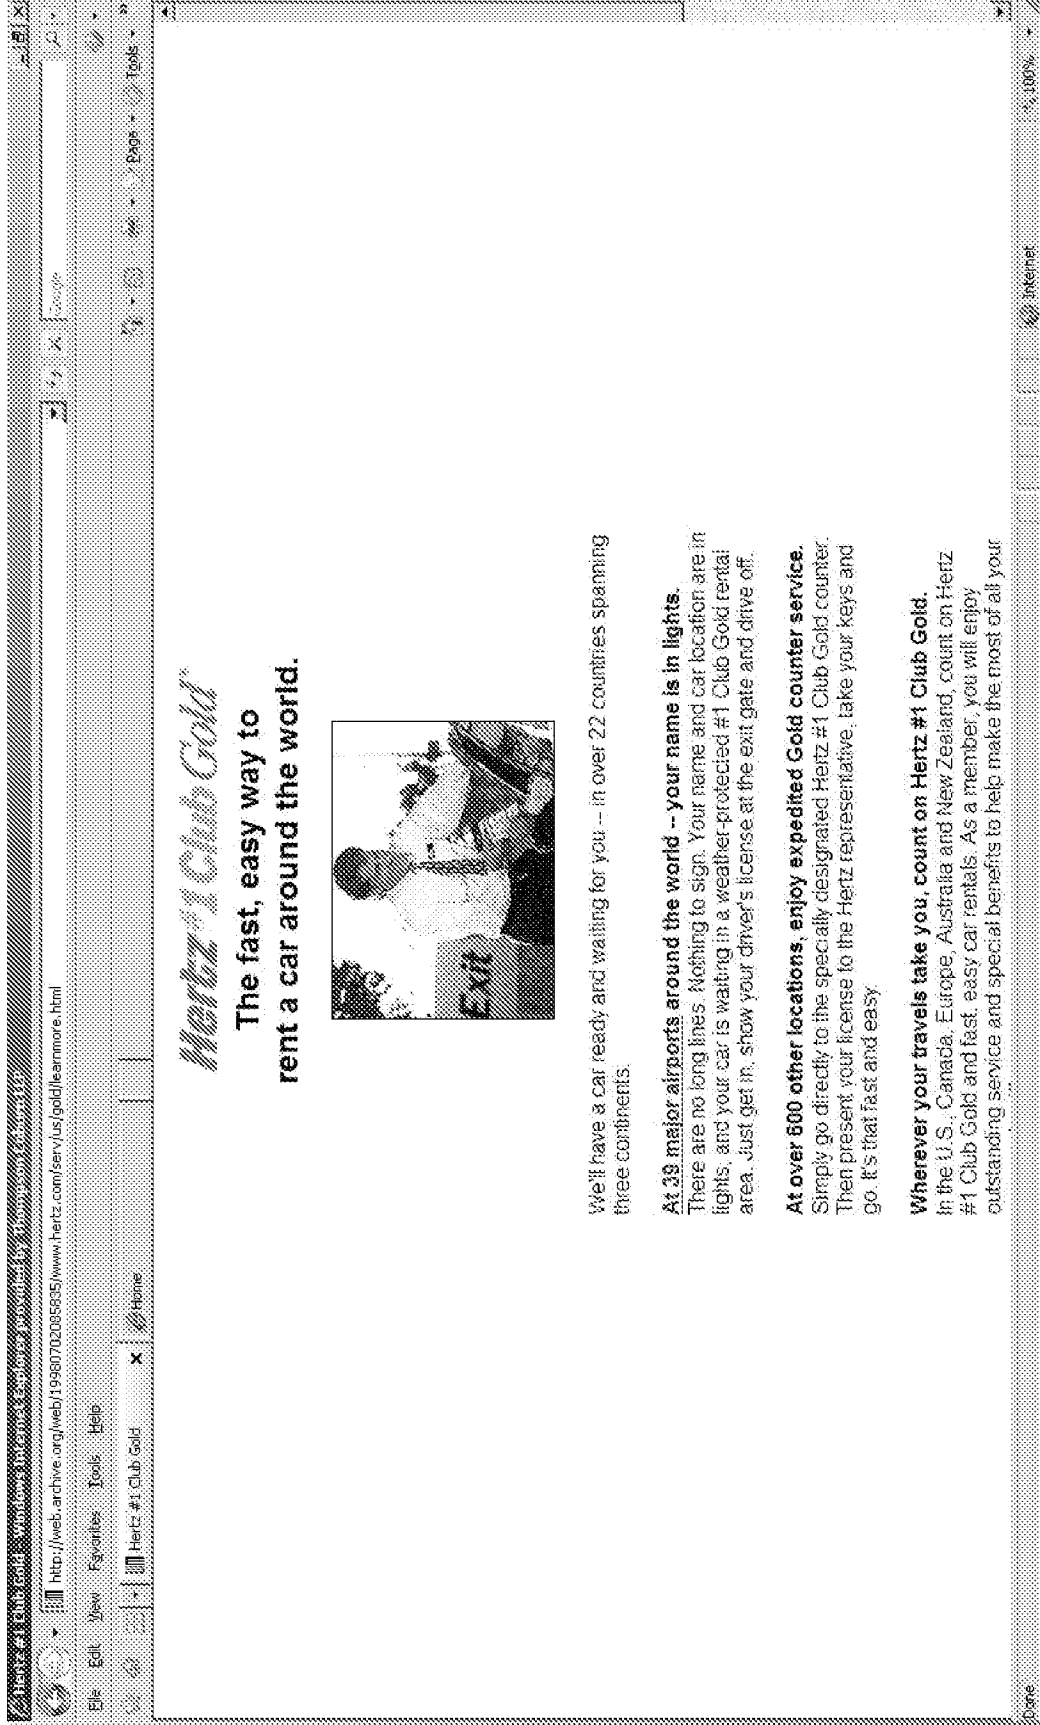 Hertz #1 Club Gold - Windows Internet Explorer provided by
http://web.archive.org/web/19980702085835/www.hertz.com/serv/us/gold/learnmore.html
Google
File Edit View Favorites Tools Help
Hertz #1 Club Gold
Home
Page
Tools
Hertz #1 Club Gold
The fast, easy way to
rent a car around the world.
Exit
We'll have a car ready and waiting for you -- in over 22 countries spanning
three continents.
At 39 major airports around the world -- your name is in lights.
There are no long lines. Nothing to sign. Your name and car location are in
lights, and your car is waiting in a weather-protected #1 Club Gold rental
area. Just get in, show your driver's license at the exit gate and drive off.
At over 600 other locations, enjoy expedited Gold counter service.
Simply go directly to the specially designated Hertz #1 Club Gold counter.
Then present your license to the Hertz representative, take your keys and
go. It's that fast and easy
Wherever your travels take you, count on Hertz #1 Club Gold.
In the U.S., Canada, Europe, Australia and New Zealand, count on Hertz
#1 Club Gold and fast, easy car rentals. As a member, you will enjoy
outstanding service and special benefits to help make the most of all your
Done
Internet
100%